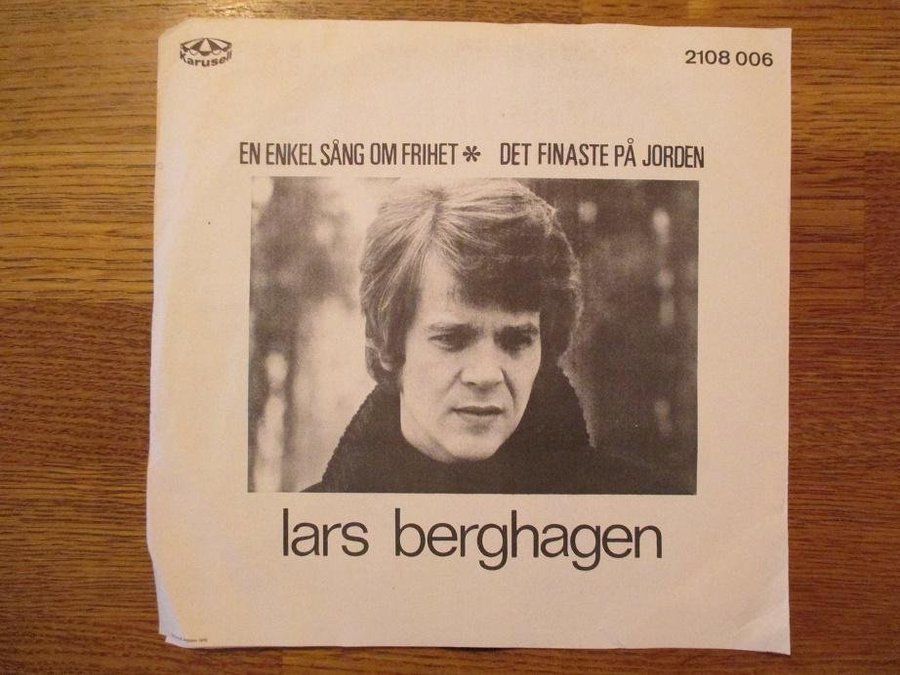 Karusell
2108 006
EN ENKEL SÅNG OM FRIHET * DET FINASTE PÅ JORDEN
lars berghagen